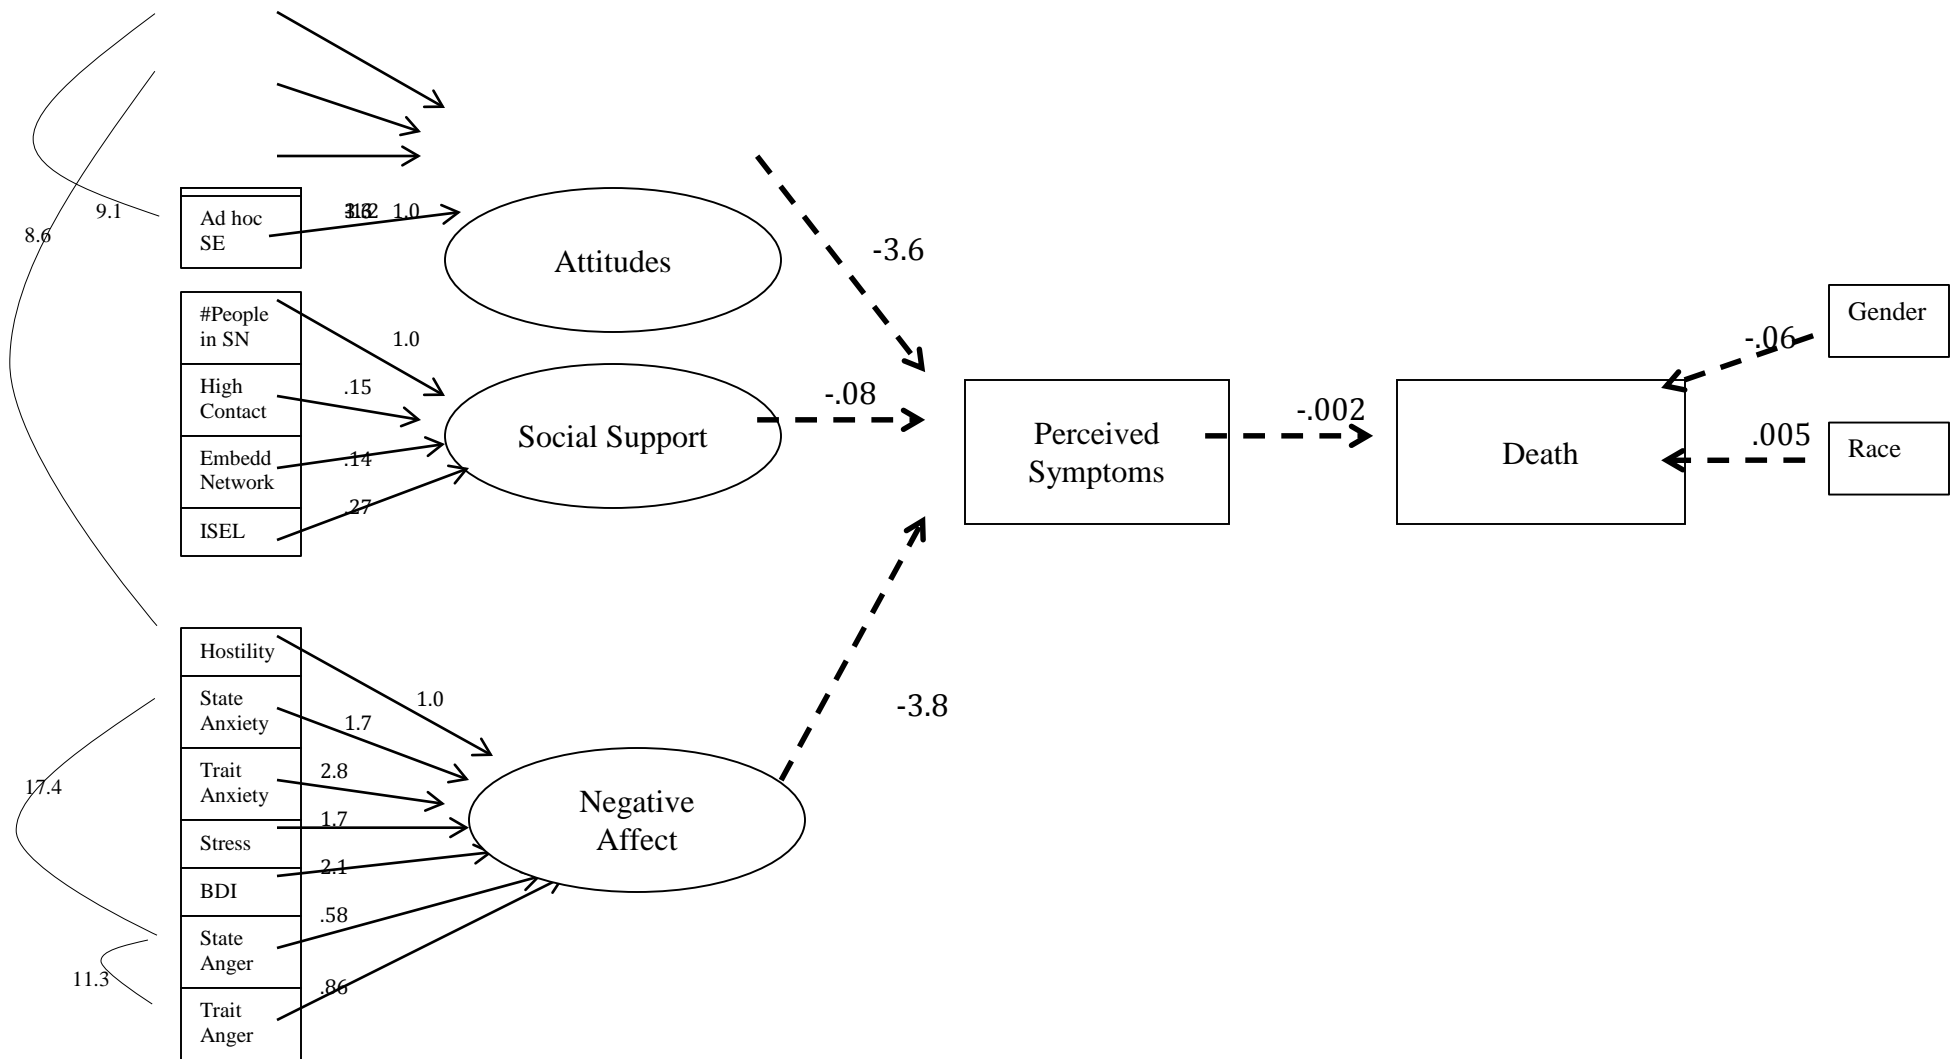 9.1
8.6
Ad hoc
SE
1.0
Attitudes
-3.6
#People
in SN
1.0
High
Contact
.15
Embedd
Network
.14
ISEL
.27
Social Support
-.08
Perceived
Symptoms
-.002
Death
-.06
Gender
.005
Race
Hostility
1.0
State
Anxiety
1.7
Trait
Anxiety
2.8
Stress
1.7
BDI
2.1
State
Anger
.58
Trait
Anger
.86
Negative
Affect
-3.8
17.4
11.3